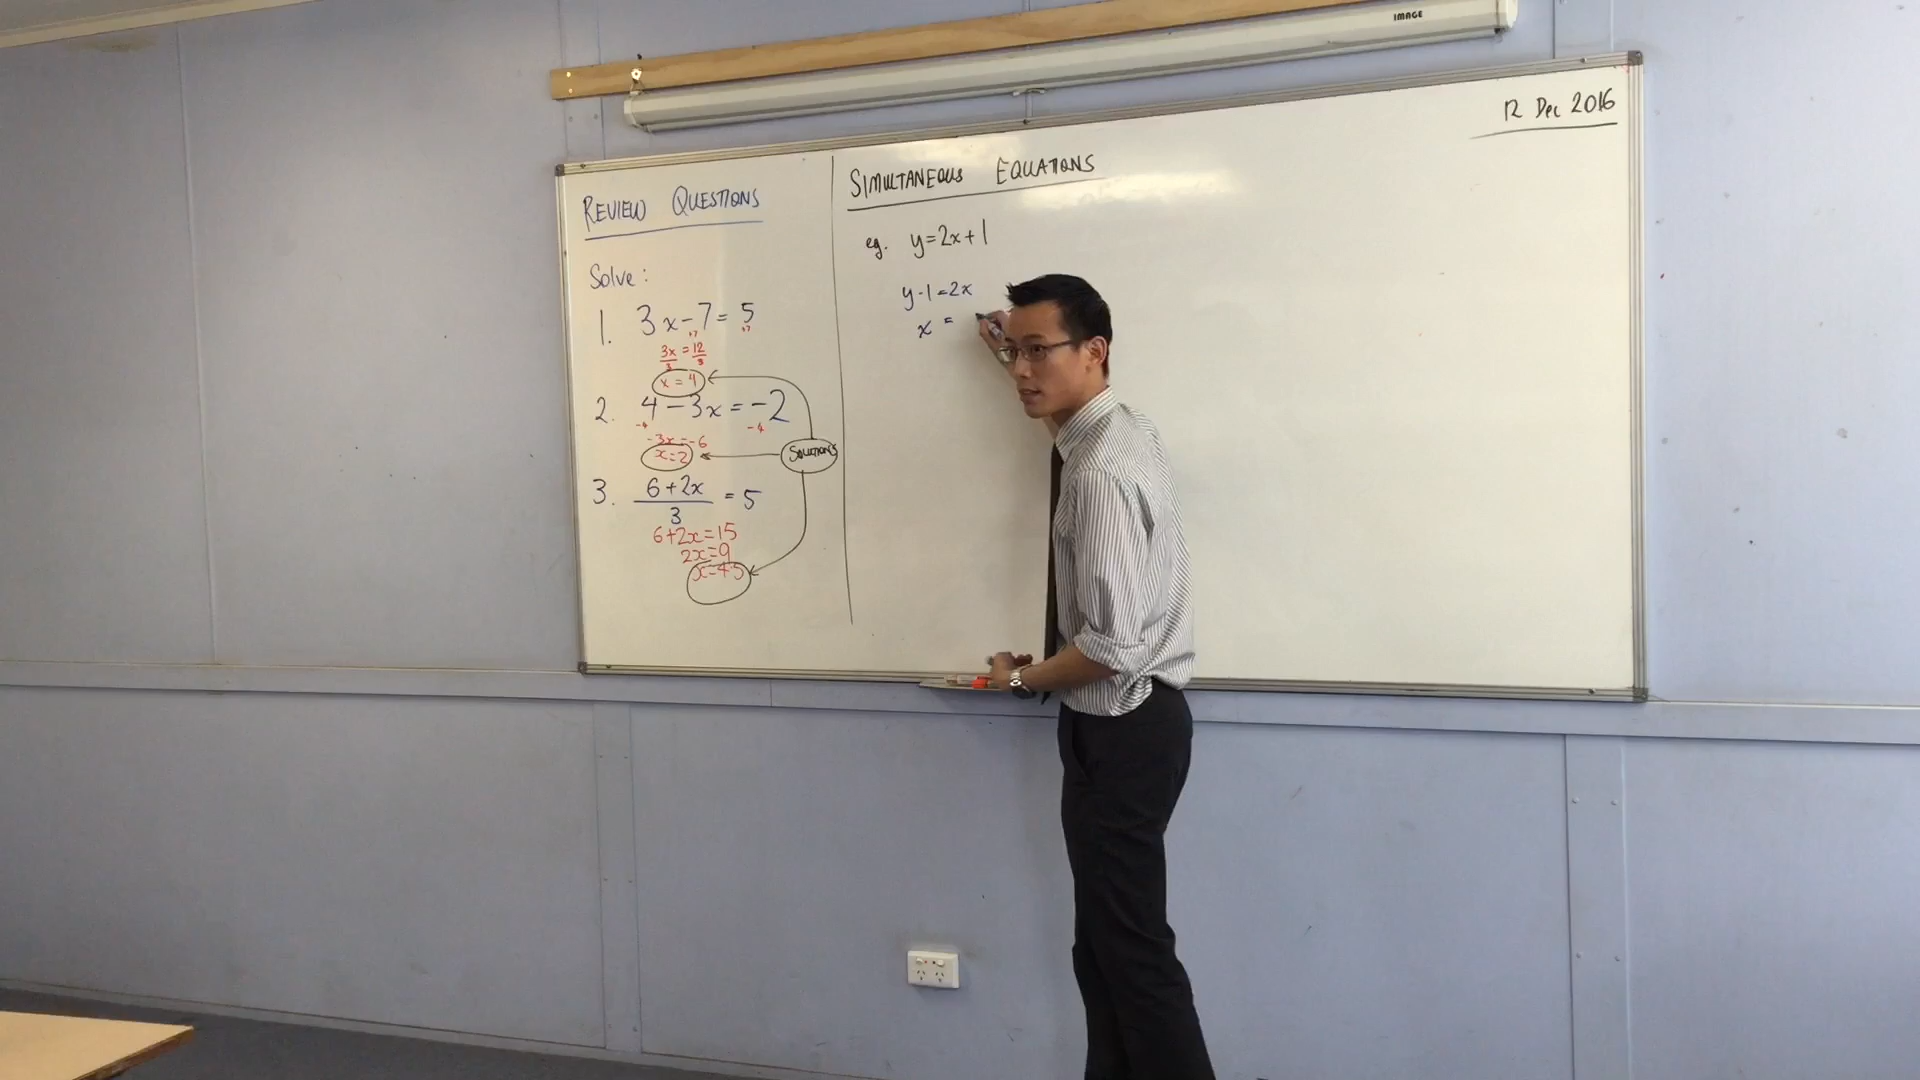 IMAGE
12 Dec 2016
REVIEW QUESTIONS
Solve:
1. 3x-7=5
+7 +7
3x/3 = 12/3
x = 4
2. 4-3x=-2
-4 -4
-3x=-6
x=2
SOLUTIONS
3. 6+2x/3 = 5
6+2x=15
2x=9
x=4.5
SIMULTANEOUS EQUATIONS
eg. y=2x+1
y-1=2x
x =